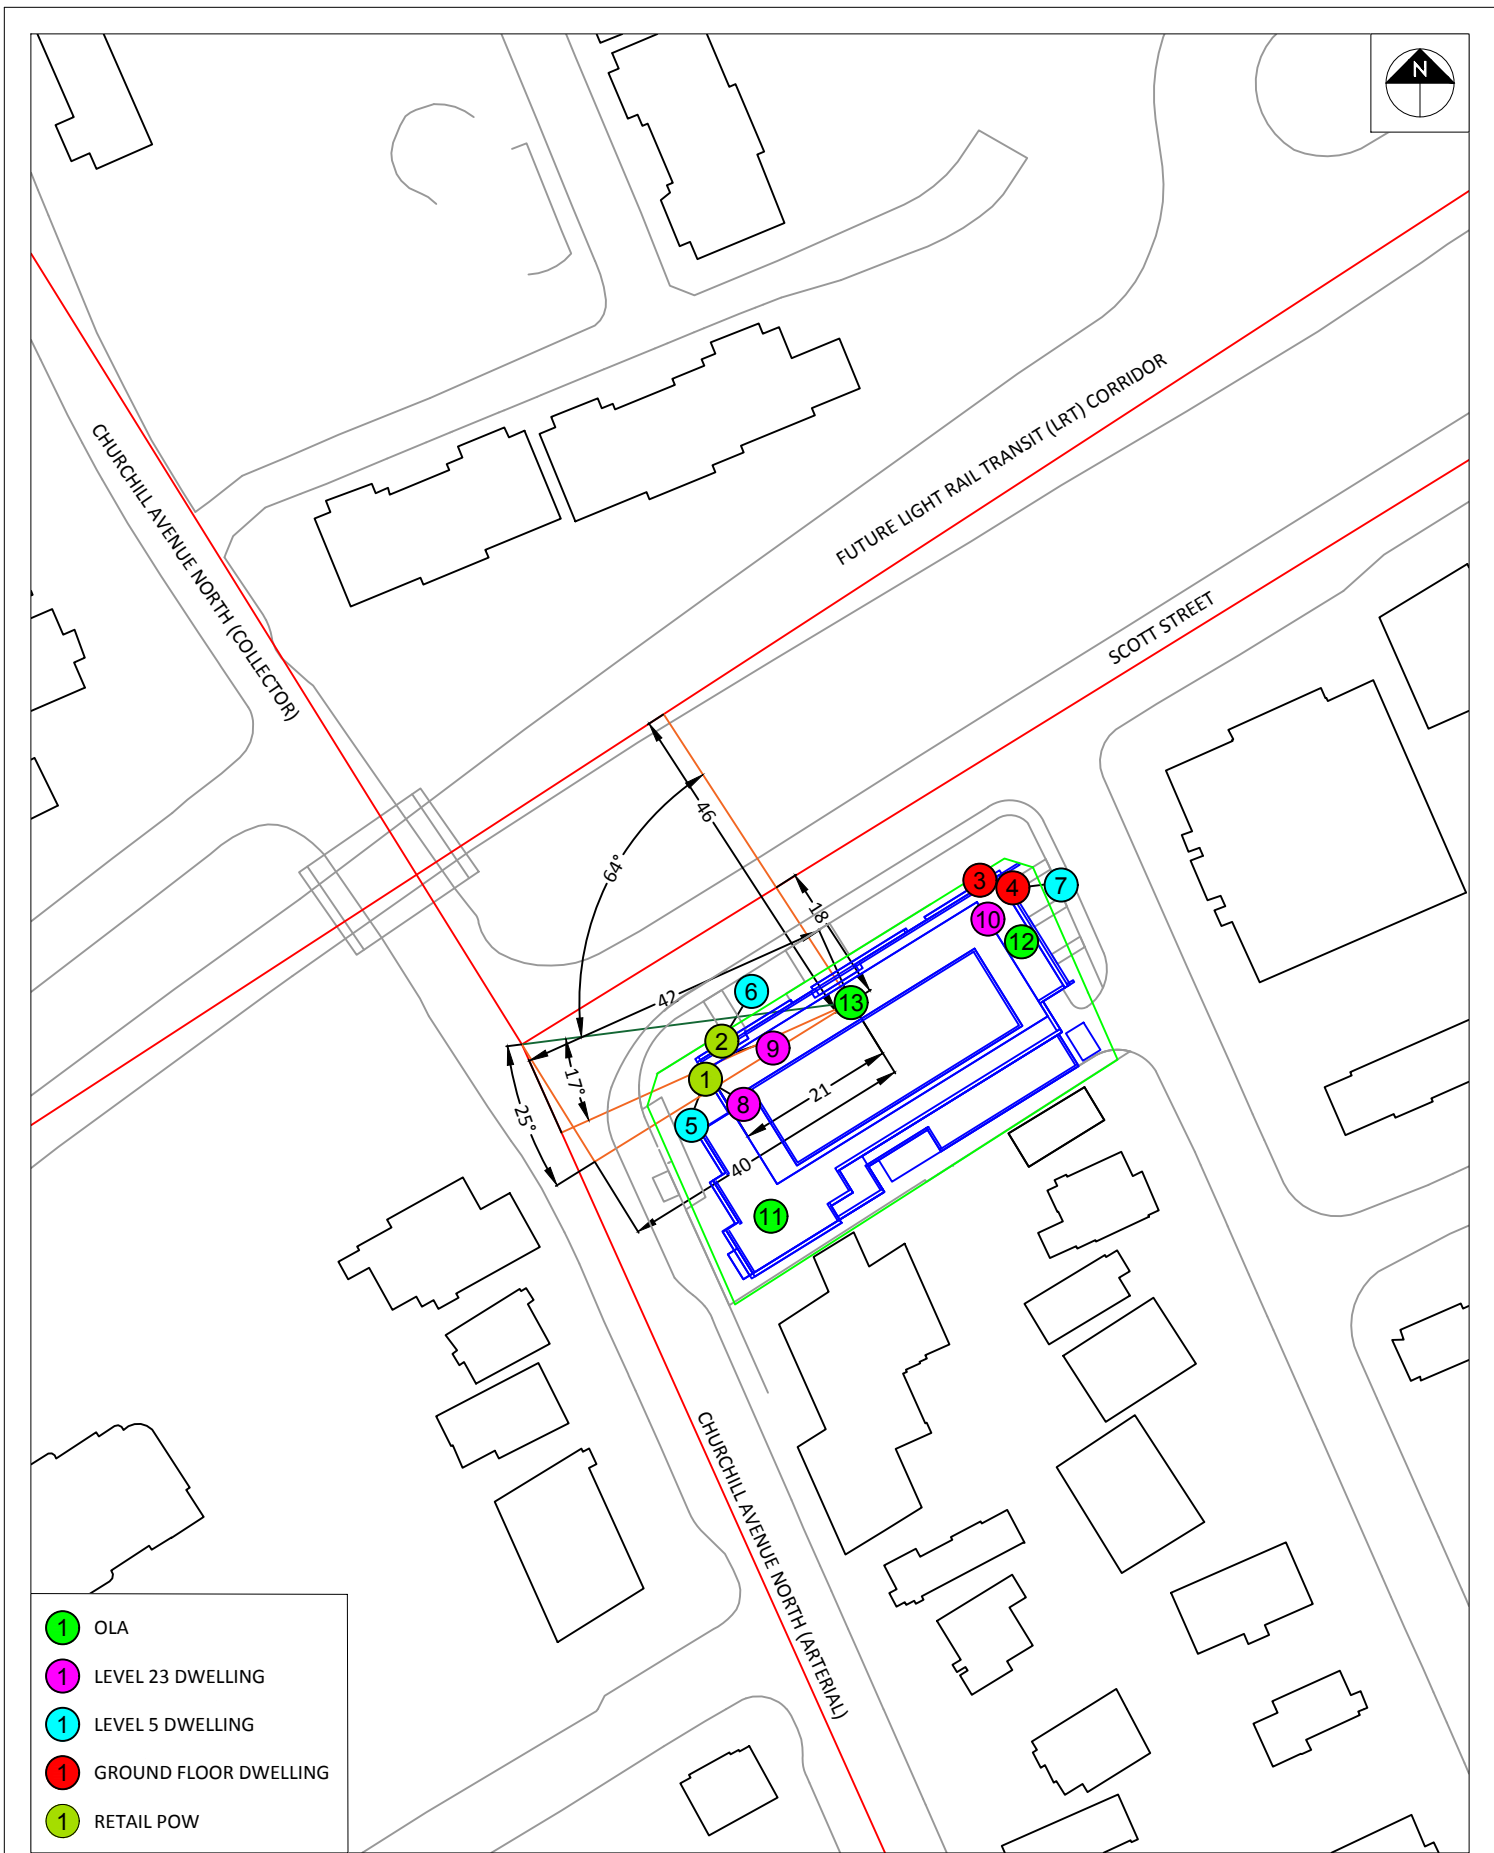 N
CHURCHILL AVENUE NORTH (COLLECTOR)
FUTURE LIGHT RAIL TRANSIT (LRT) CORRIDOR
SCOTT STREET
46
64°
18
42
17°
25°
21
40
3
4
7
10
12
6
13
2
9
1
8
5
11
CHURCHILL AVENUE NORTH (ARTERIAL)
1 OLA
1 LEVEL 23 DWELLING
1 LEVEL 5 DWELLING
1 GROUND FLOOR DWELLING
1 RETAIL POW